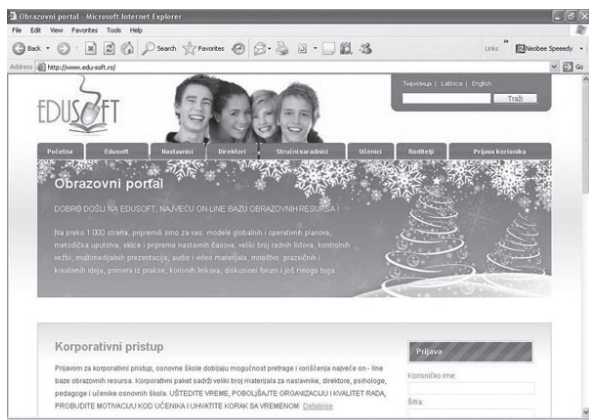 Obrazovni portal - Microsoft Internet Explorer
File Edit View Favorites Tools Help
Back Search Favorites Links Neobee Speeedy
Address http://www.edu-soft.rs/ Go
EDUSOFT
Ћирилица | Latinica | English
Traži
Početna Edusoft Nastavnici Direktori Stručni saradnici Učenici Roditelji Prijava korisnika
Obrazovni portal
DOBRO DOŠLI NA EDUSOFT, NAJVEĆU ON-LINE BAZU OBRAZOVNIH RESURSA !
Na preko 1.000 strana, pripremili smo za vas: modele globalnih i operativnih planova,
metodička uputstva, skice i pripreme nastavnih časova, veliki broj radnih listova, kontrolnih
vežbi, multimedijalnih prezentacija, audio i video materijala, mnoštvo prazničnih i
kreativnih ideja, primera iz prakse, korisnih linkova, diskusioni forum i još mnogo toga.
Korporativni pristup
Prijavom za korporativni pristup, osnovne škole dobijaju mogućnost pretrage i korišćenja najveće on - line
baze obrazovnih resursa. Korporativni paket sadrži veliki broj materijala za nastavnike, direktore, psihologe,
pedagoge i učenike osnovnih škola. UŠTEDITE VREME, POBOLJŠAJTE ORGANIZACIJU I KVALITET RADA,
PROBUDITE MOTIVACIJU KOD UČENIKA I UHVATITE KORAK SA VREMENOM. Detaljnije
Prijava
Korisničko ime:
Šifra: